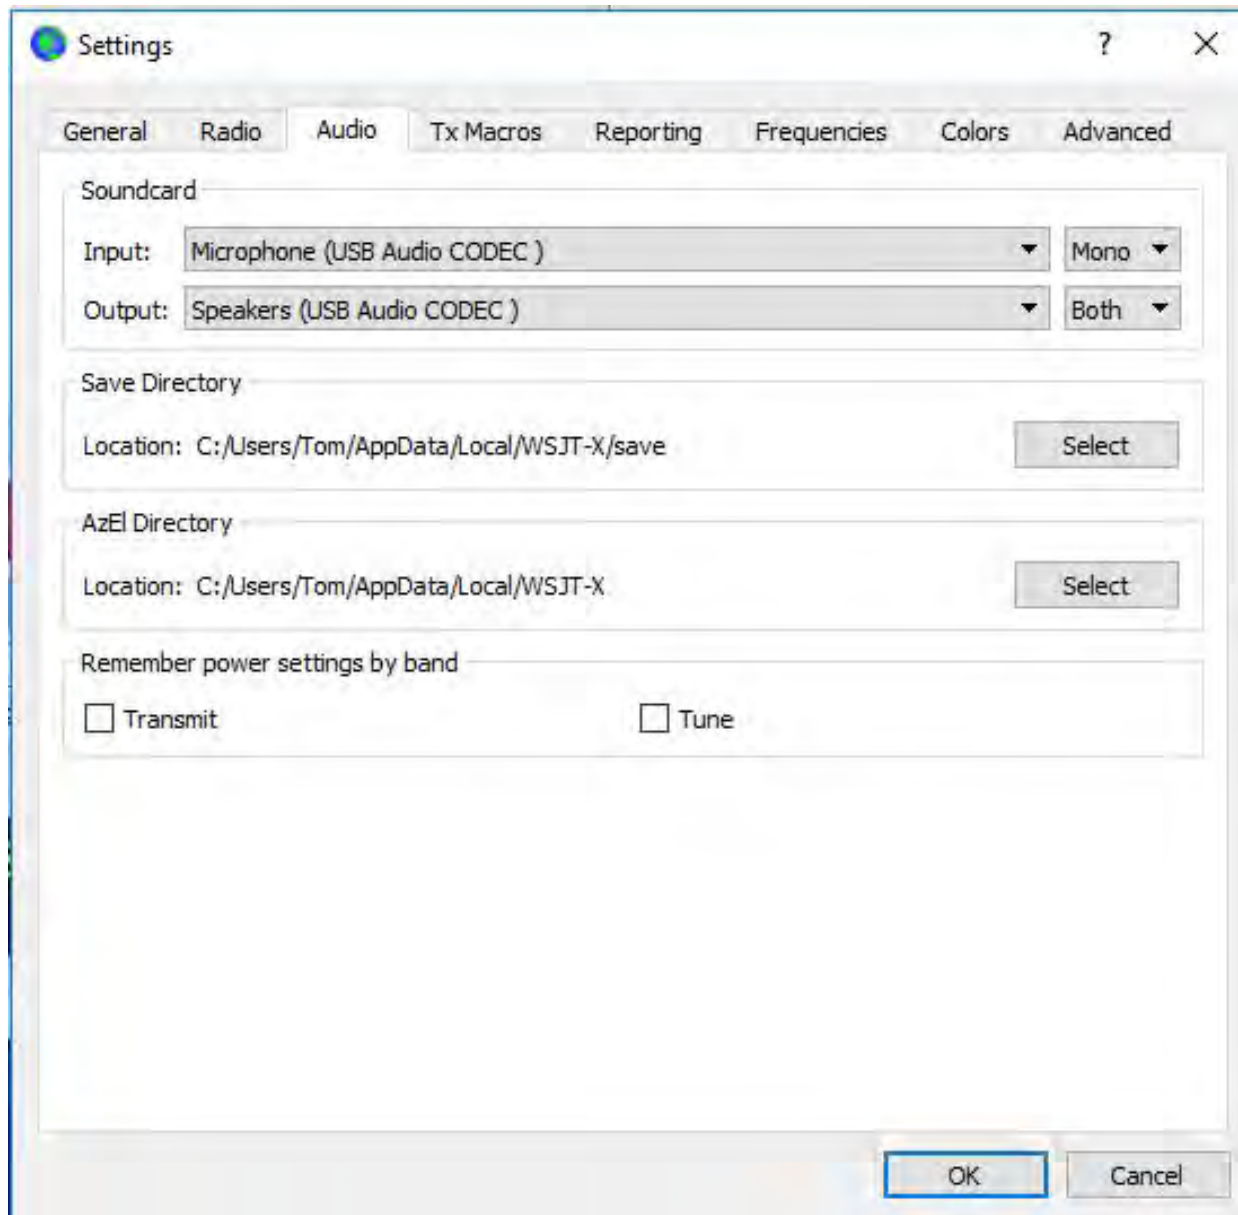 Settings ?
General Radio Audio Tx Macros Reporting Frequencies Colors Advanced
Soundcard
Input: Microphone (USB Audio CODEC ) Mono
Output: Speakers (USB Audio CODEC ) Both
Save Directory
Location: C:/Users/Tom/AppData/Local/WSJT-X/save Select
AzEl Directory
Location: C:/Users/Tom/AppData/Local/WSJT-X Select
Remember power settings by band
Transmit Tune
OK Cancel